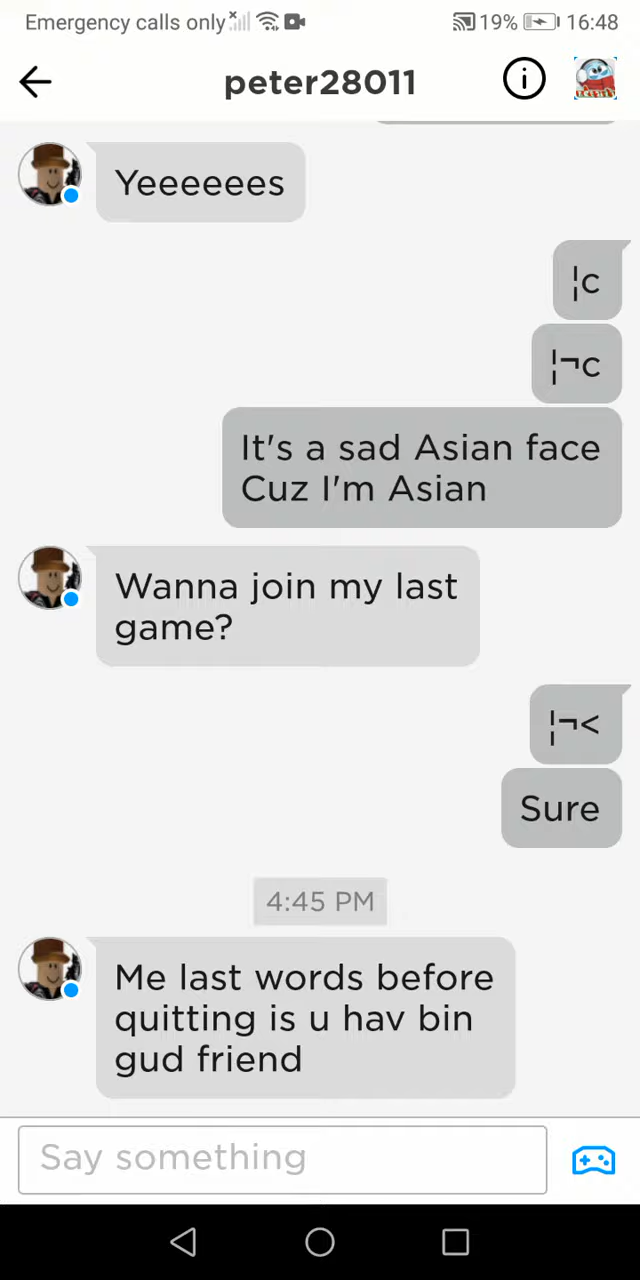 Emergency calls only
19% 16:48
peter28011
Yeeeeees
¦c
¦¬c
It's a sad Asian face
Cuz I'm Asian
Wanna join my last
game?
¦¬<
Sure
4:45 PM
Me last words before
quitting is u hav bin
gud friend
Say something